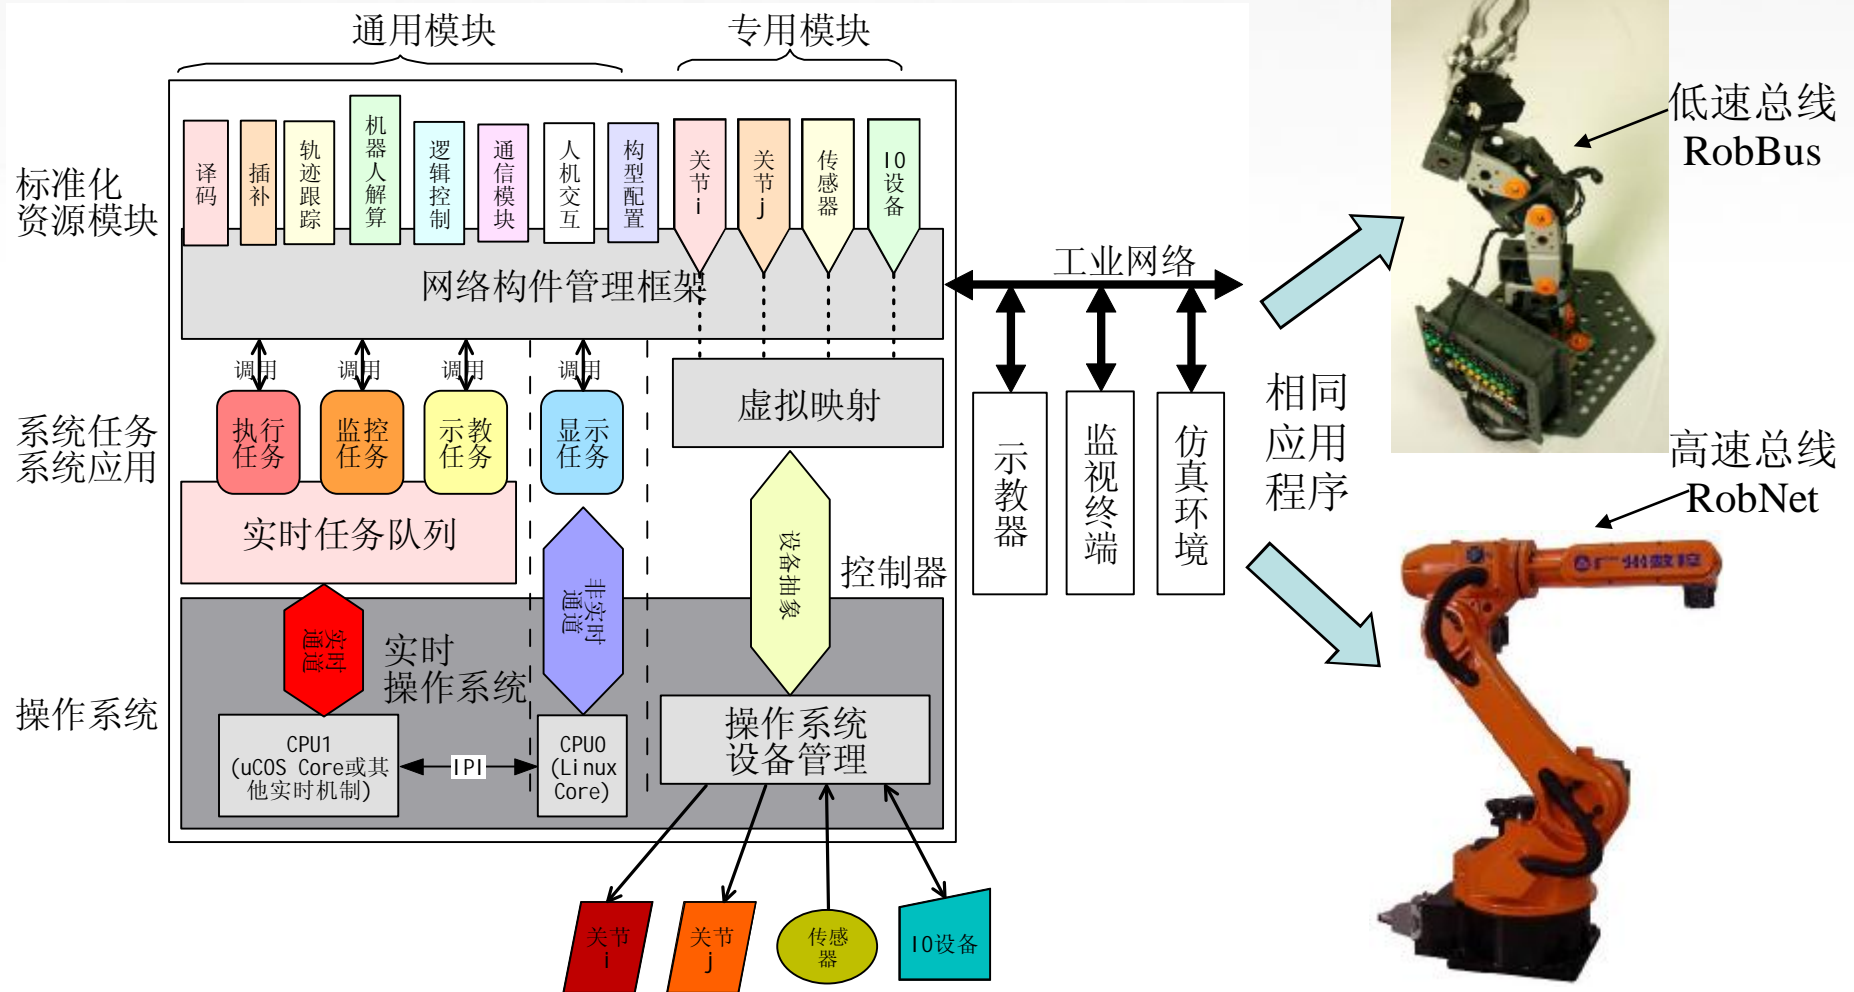 通用模块
专用模块
译码
插补
轨迹跟踪
机器人解算
逻辑控制
通信模块
人机交互
构型配置
关节i
关节j
传感器
IO设备
标准化
资源模块
网络构件管理框架
工业网络
调用
调用
调用
调用
系统任务
系统应用
执行
任务
监控
任务
示教
任务
显示
任务
虚拟映射
实时任务队列
示教器
监视终端
仿真环境
设备抽象
控制器
操作系统
实时
通道
实时
操作系统
非实时
通道
CPU1
(uCOS Core或其
他实时机制)
IPI
CPU0
(Linux
Core)
操作系统
设备管理
关节
i
关节
j
传感
器
IO设备
相同
应用
程序
低速总线
RobBus
高速总线
RobNet
广州数控